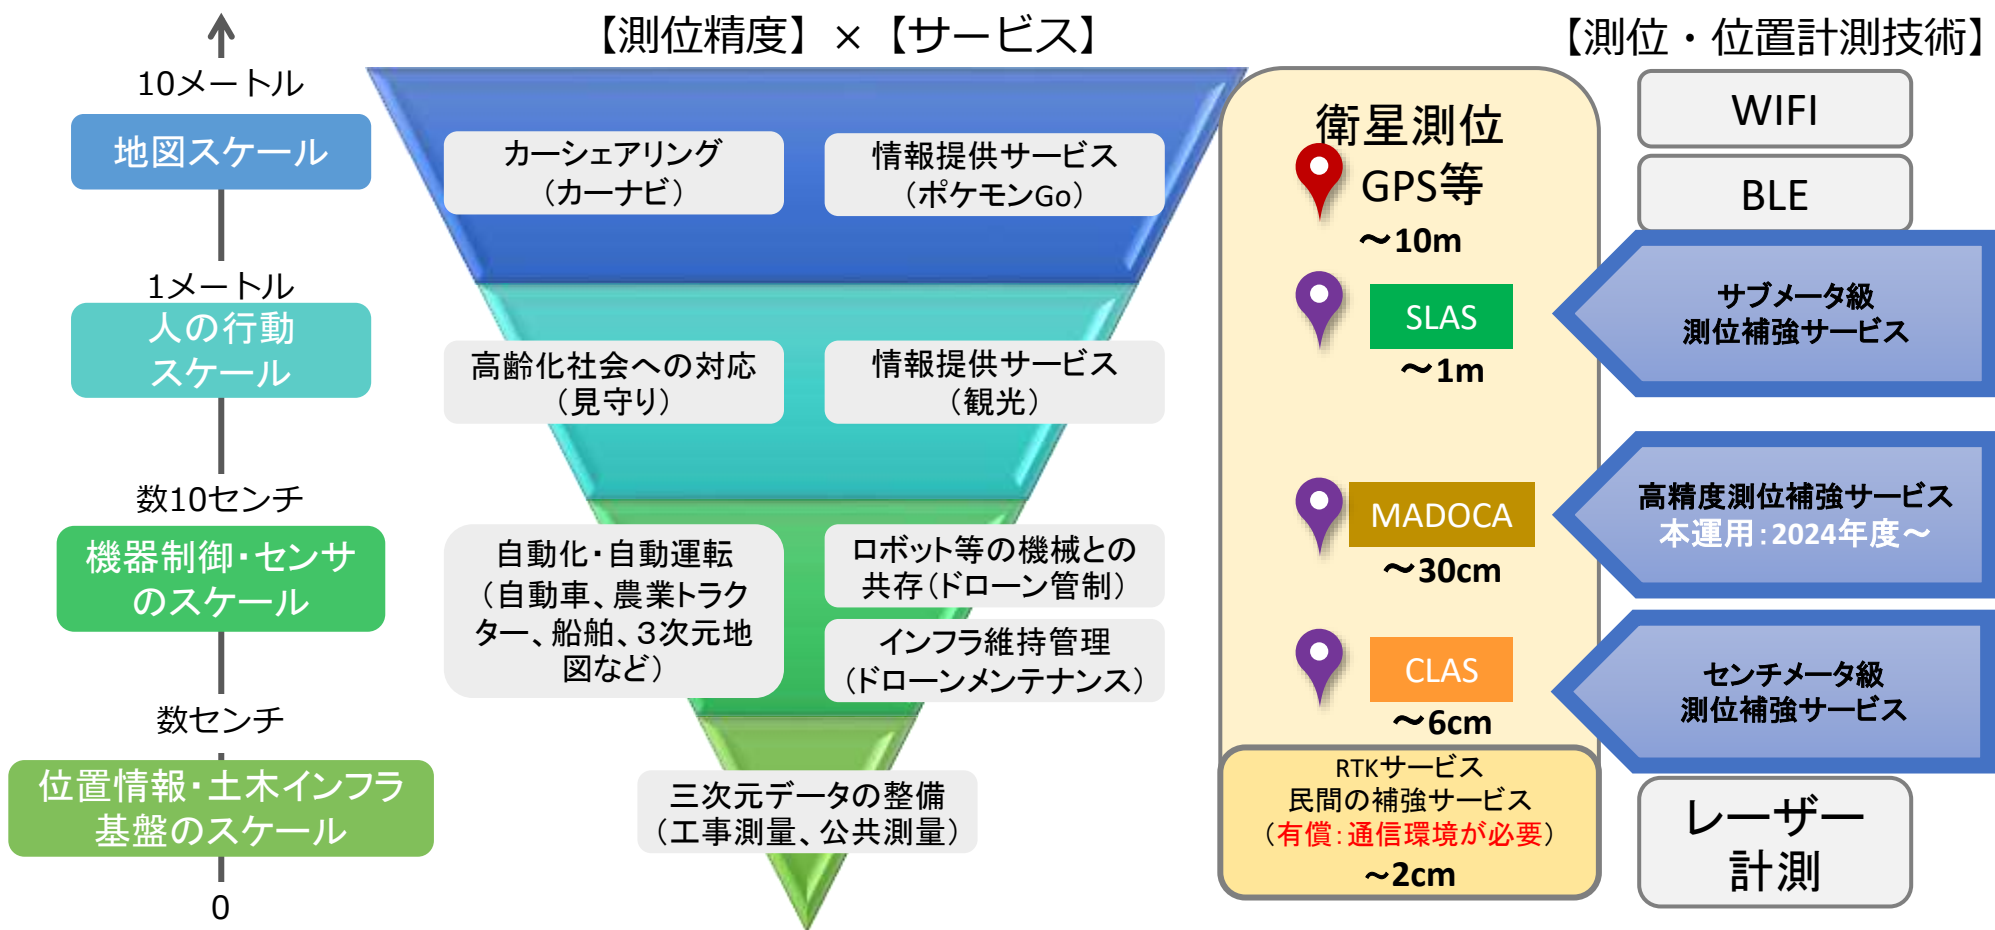 【測位精度】×【サービス】
【測位・位置計測技術】
10メートル
地図スケール
1メートル
人の行動
スケール
数10センチ
機器制御・センサ
のスケール
数センチ
位置情報・土木インフラ
基盤のスケール
0
カーシェアリング
（カーナビ）
情報提供サービス
（ポケモンGo）
高齢化社会への対応
（見守り）
情報提供サービス
（観光）
自動化・自動運転
（自動車、農業トラク
ター、船舶、３次元地
図など）
ロボット等の機械との
共存（ドローン管制）
インフラ維持管理
（ドローンメンテナンス）
三次元データの整備
（工事測量、公共測量）
衛星測位
GPS等
～10m
SLAS
～1m
MADOCA
～30cm
CLAS
～6cm
RTKサービス
民間の補強サービス
（有償：通信環境が必要）
~2cm
WIFI
BLE
サブメータ級
測位補強サービス
高精度測位補強サービス
本運用：2024年度～
センチメータ級
測位補強サービス
レーザー
計測